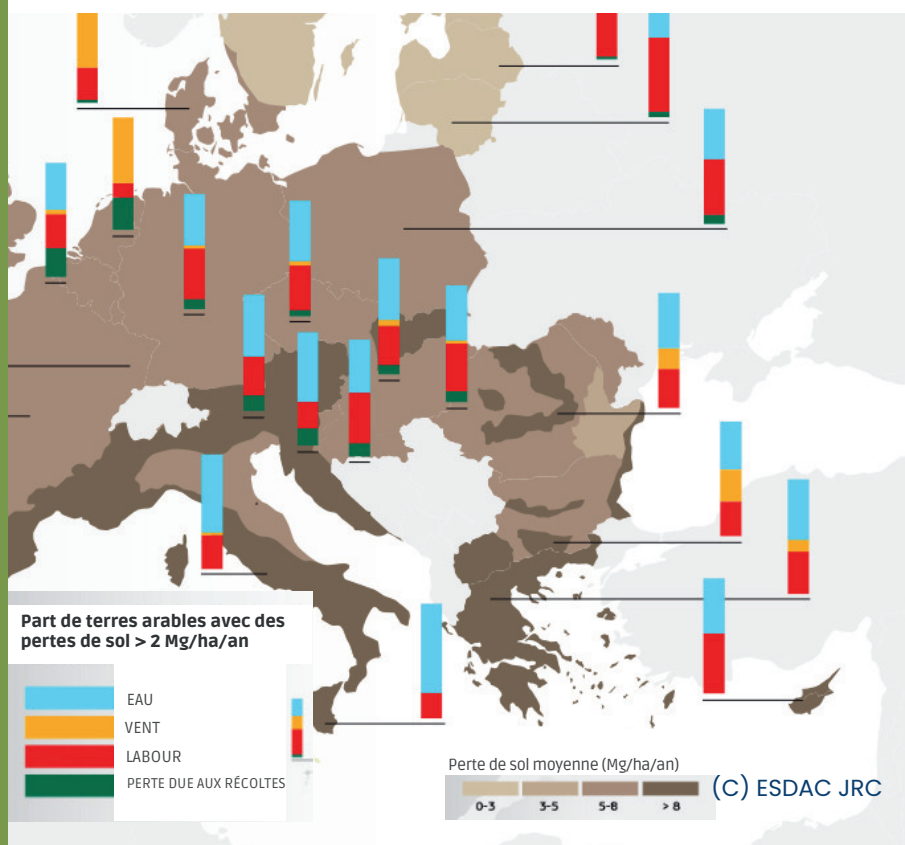 Part de terres arables avec des
pertes de sol > 2 Mg/ha/an
EAU
VENT
LABOUR
PERTE DUE AUX RÉCOLTES
Perte de sol moyenne (Mg/ha/an)
0-3 3-5 5-8 > 8
(C) ESDAC JRC